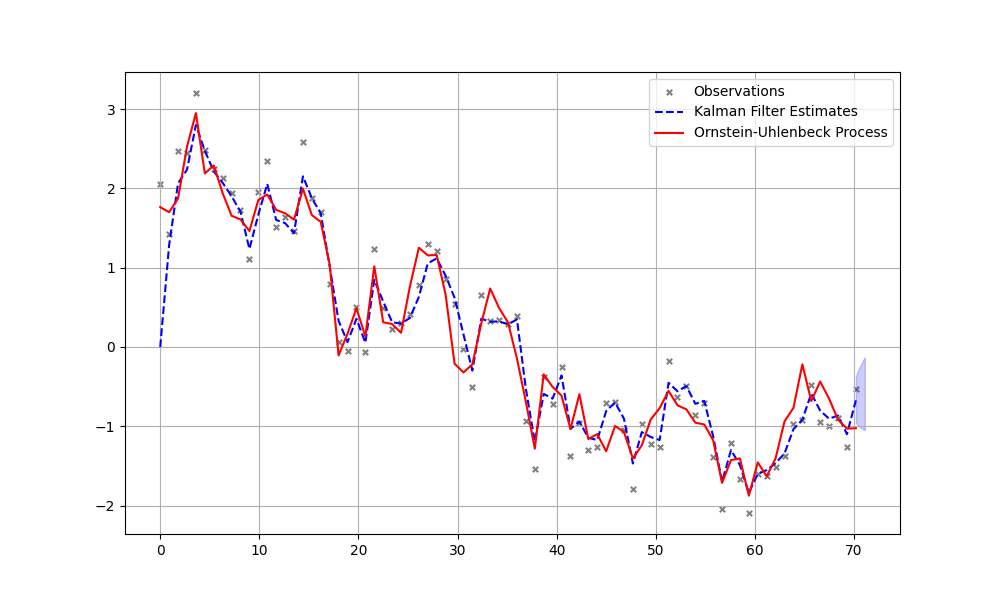 Observations
Kalman Filter Estimates
Ornstein-Uhlenbeck Process
3
2
1
0
−1
−2
0 10 20 30 40 50 60 70